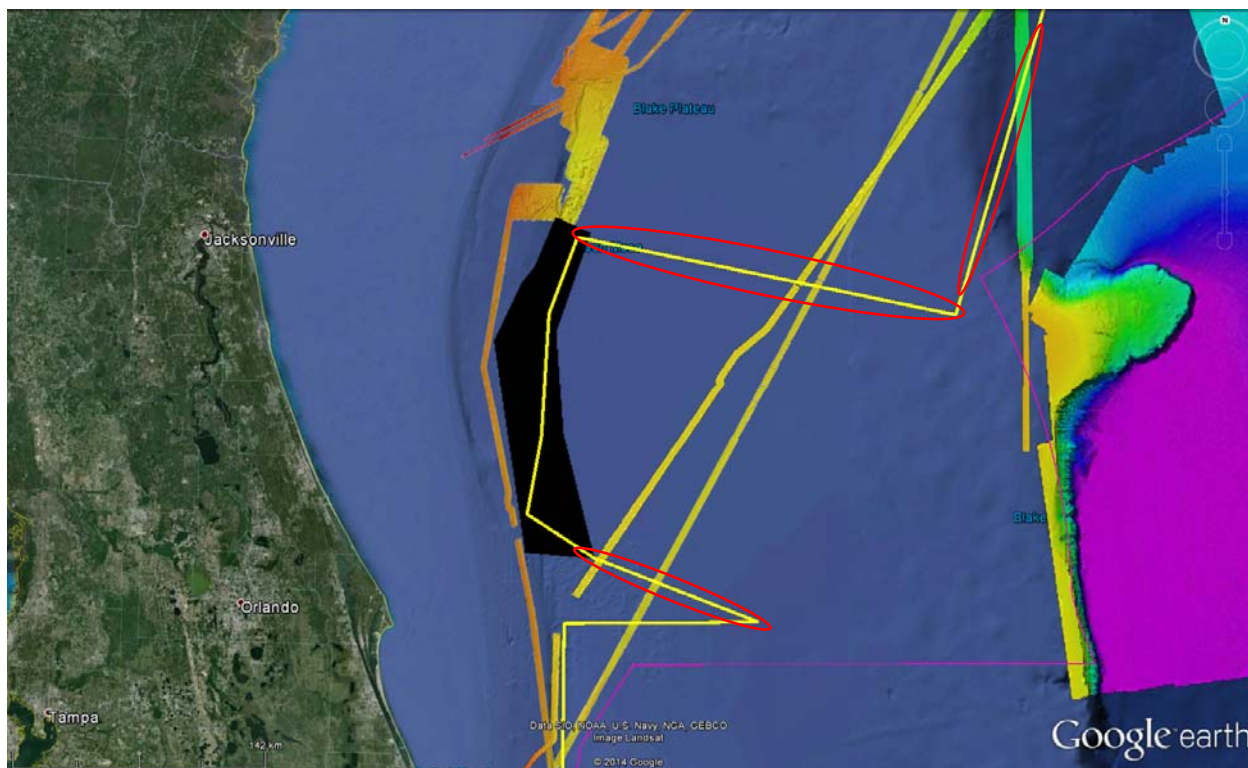 N
Blake Plateau
Jacksonville
Blake
Orlando
Tampa
Data SIO, NOAA, U.S. Navy, NGA, GEBCO
Image Landsat
142 km
© 2014 Google
Google earth